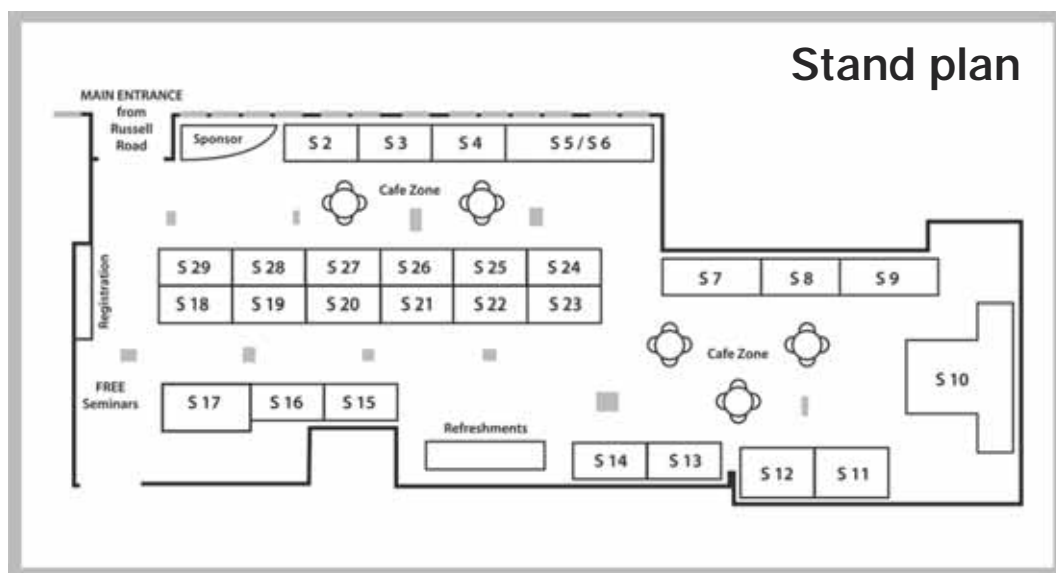 Stand plan
MAIN ENTRANCE
from
Russell
Road
Sponsor
S 2
S 3
S 4
S 5 / S 6
Cafe Zone
S 29
S 28
S 27
S 26
S 25
S 24
S 18
S 19
S 20
S 21
S 22
S 23
Registration
S 7
S 8
S 9
Cafe Zone
S 10
FREE
Seminars
S 17
S 16
S 15
Refreshments
S 14
S 13
S 12
S 11